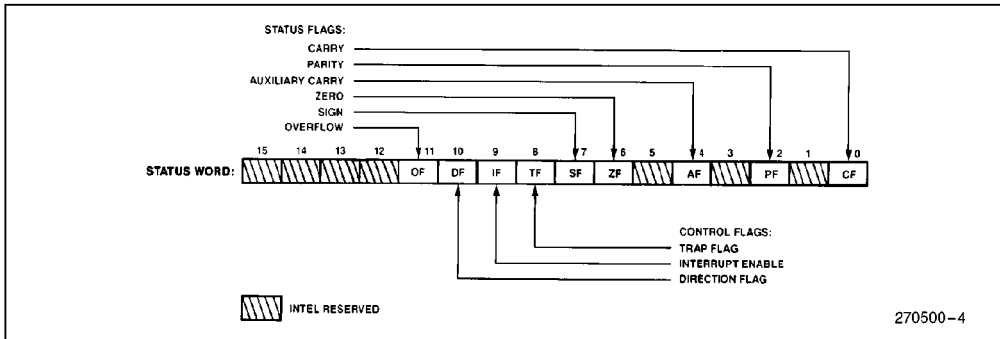 STATUS FLAGS:
CARRY
PARITY
AUXILIARY CARRY
ZERO
SIGN
OVERFLOW
15 14 13 12 11 10 9 8 7 6 5 4 3 2 1 0
STATUS WORD: OF DF IF TF SF ZF AF PF CF
CONTROL FLAGS:
TRAP FLAG
INTERRUPT ENABLE
DIRECTION FLAG
INTEL RESERVED
270500-4